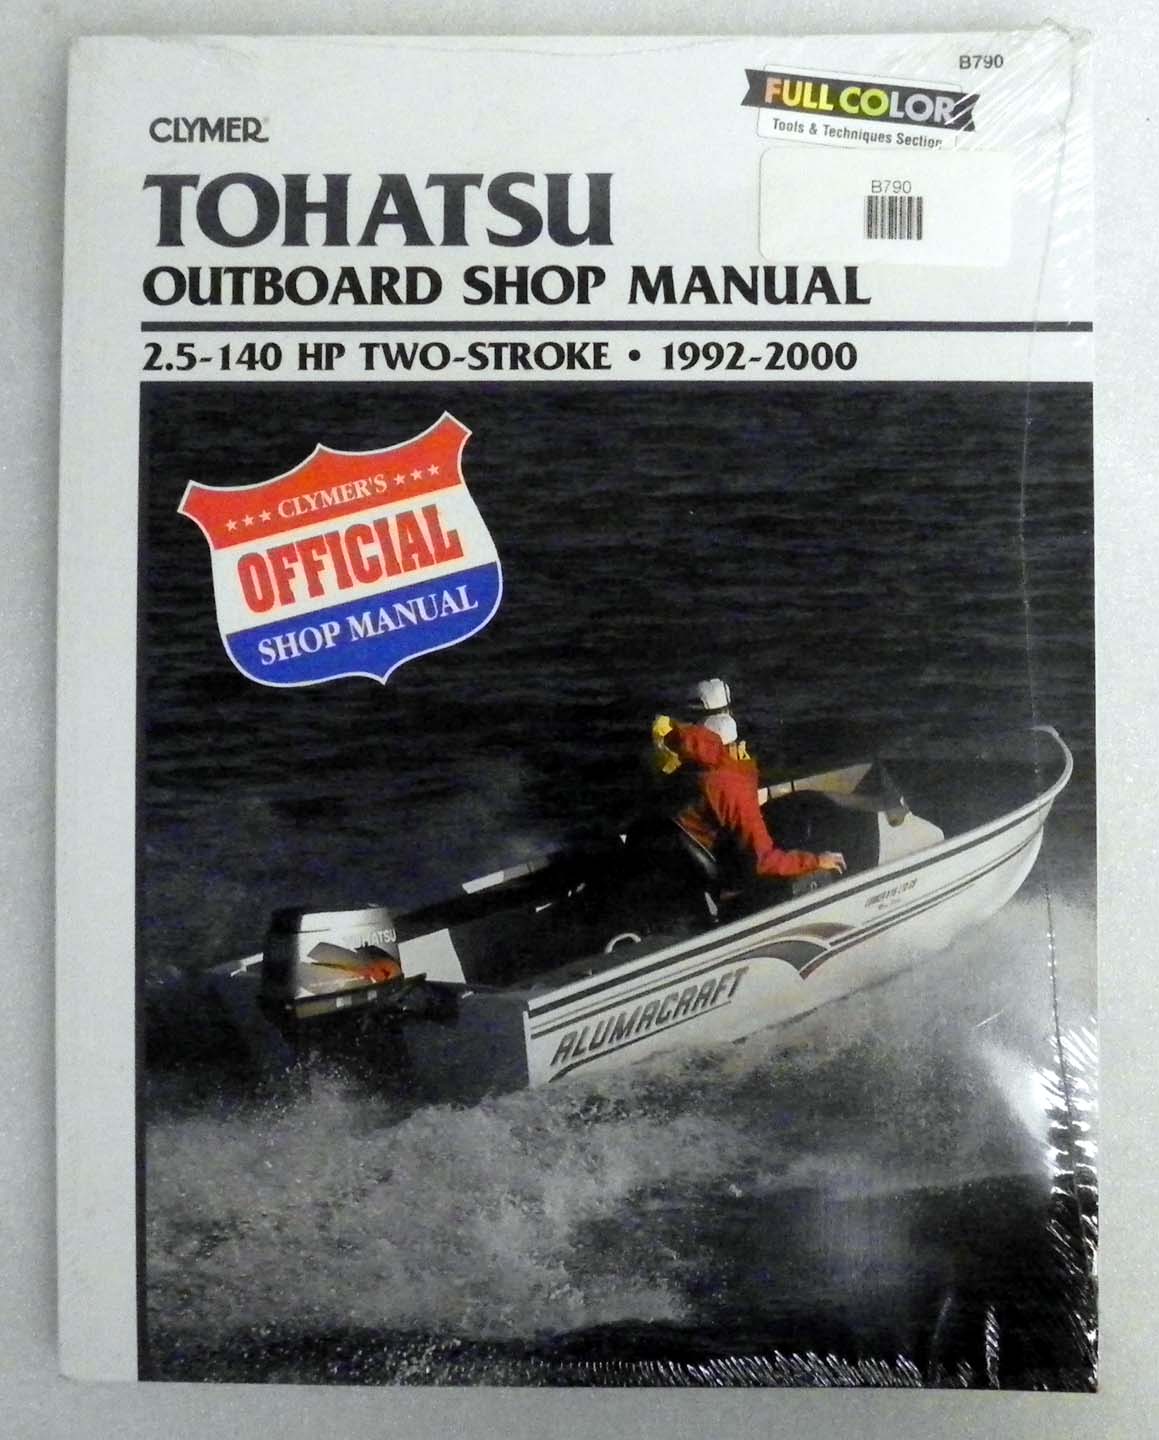 B790
FULL COLOR
Tools & Techniques Section
CLYMER®
B790
TOHATSU
OUTBOARD SHOP MANUAL
2.5-140 HP TWO-STROKE • 1992-2000
★★★ CLYMER'S ★★★
OFFICIAL
SHOP MANUAL
TOHATSU
ALUMACRAFT